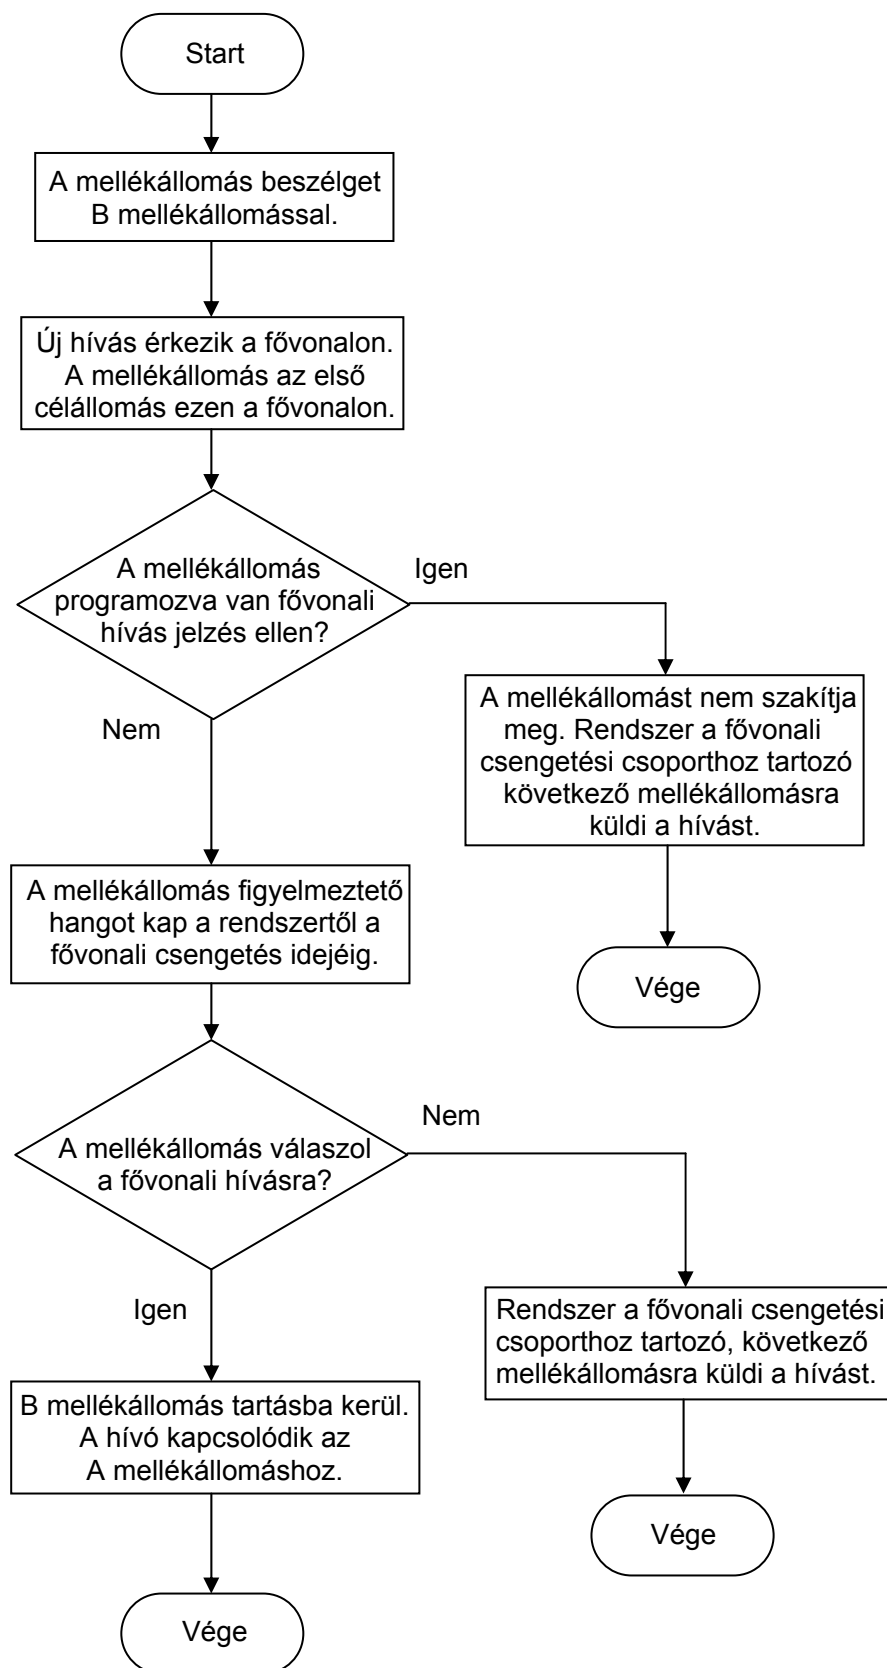 Start
A mellékállomás beszélget
B mellékállomással.
Új hívás érkezik a fővonalon.
A mellékállomás az első
célállomás ezen a fővonalon.
A mellékállomás
programozva van fővonali
hívás jelzés ellen?
Igen
Nem
A mellékállomást nem szakítja
meg. Rendszer a fővonali
csengetési csoporthoz tartozó
következő mellékállomásra
küldi a hívást.
Vége
A mellékállomás figyelmeztető
hangot kap a rendszertől a
fővonali csengetés idejéig.
A mellékállomás válaszol
a fővonali hívásra?
Nem
Igen
Rendszer a fővonali csengetési
csoporthoz tartozó, következő
mellékállomásra küldi a hívást.
Vége
B mellékállomás tartásba kerül.
A hívó kapcsolódik az
A mellékállomáshoz.
Vége